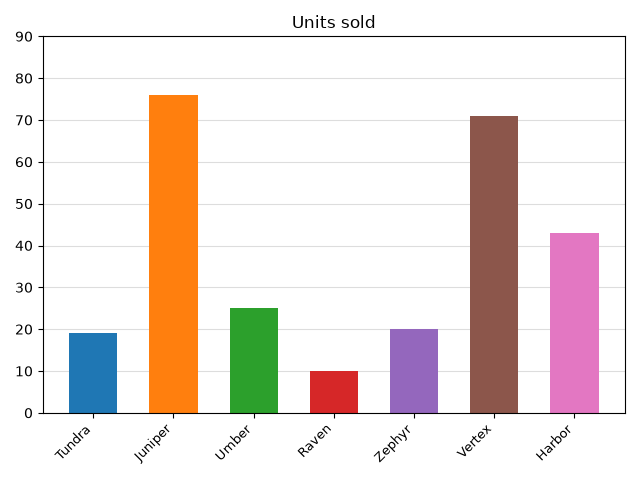 Units sold
90
80
70
60
50
40
30
20
10
0
Tundra
Juniper
Umber
Raven
Zephyr
Vertex
Harbor